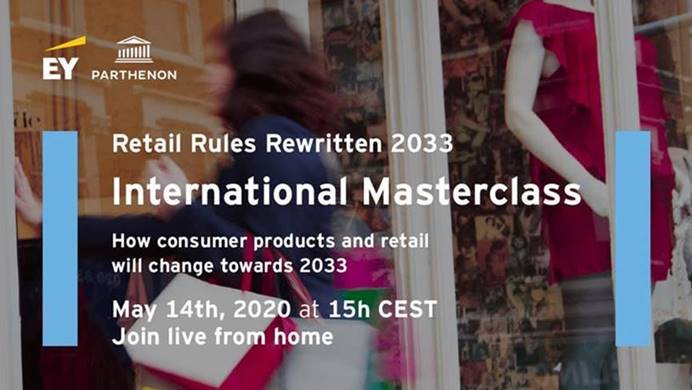 EY
PARTHENON
Retail Rules Rewritten 2033
International Masterclass
How consumer products and retail
will change towards 2033
May 14th, 2020 at 15h CEST
Join live from home